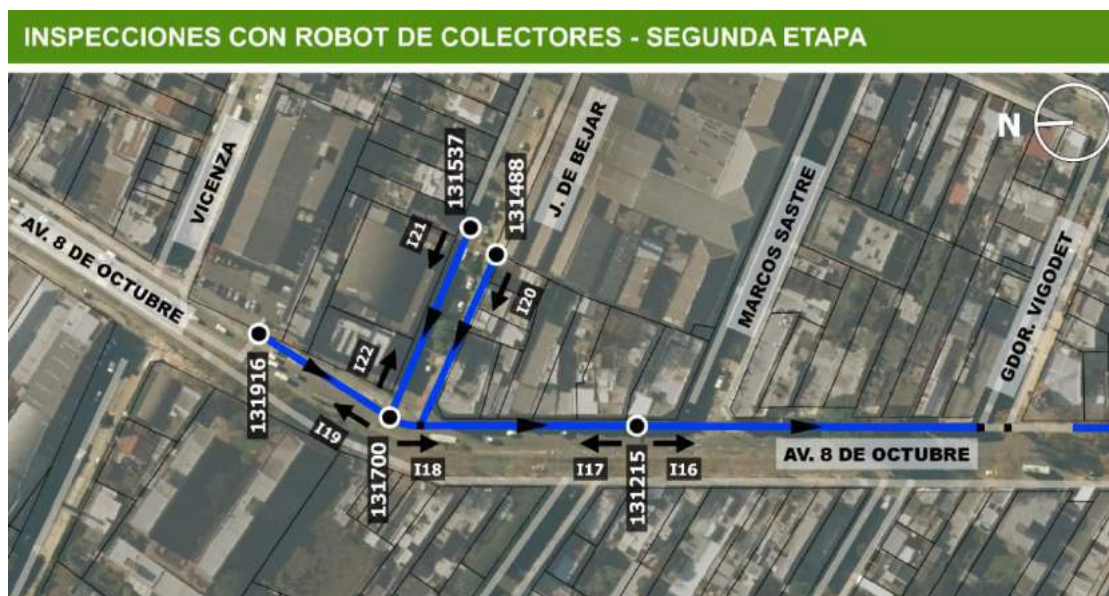 INSPECCIONES CON ROBOT DE COLECTORES - SEGUNDA ETAPA
N
VICENZA
AV. 8 DE OCTUBRE
131537
131488
J. DE BEJAR
MARCOS SASTRE
GDOR. VIGODET
I21
I20
131916
I22
I19
131700
I18
I17
131215
I16
AV. 8 DE OCTUBRE